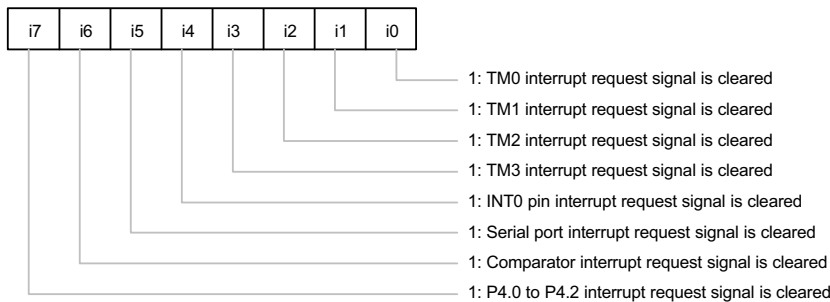 i7 i6 i5 i4 i3 i2 i1 i0
1: TM0 interrupt request signal is cleared
1: TM1 interrupt request signal is cleared
1: TM2 interrupt request signal is cleared
1: TM3 interrupt request signal is cleared
1: INT0 pin interrupt request signal is cleared
1: Serial port interrupt request signal is cleared
1: Comparator interrupt request signal is cleared
1: P4.0 to P4.2 interrupt request signal is cleared